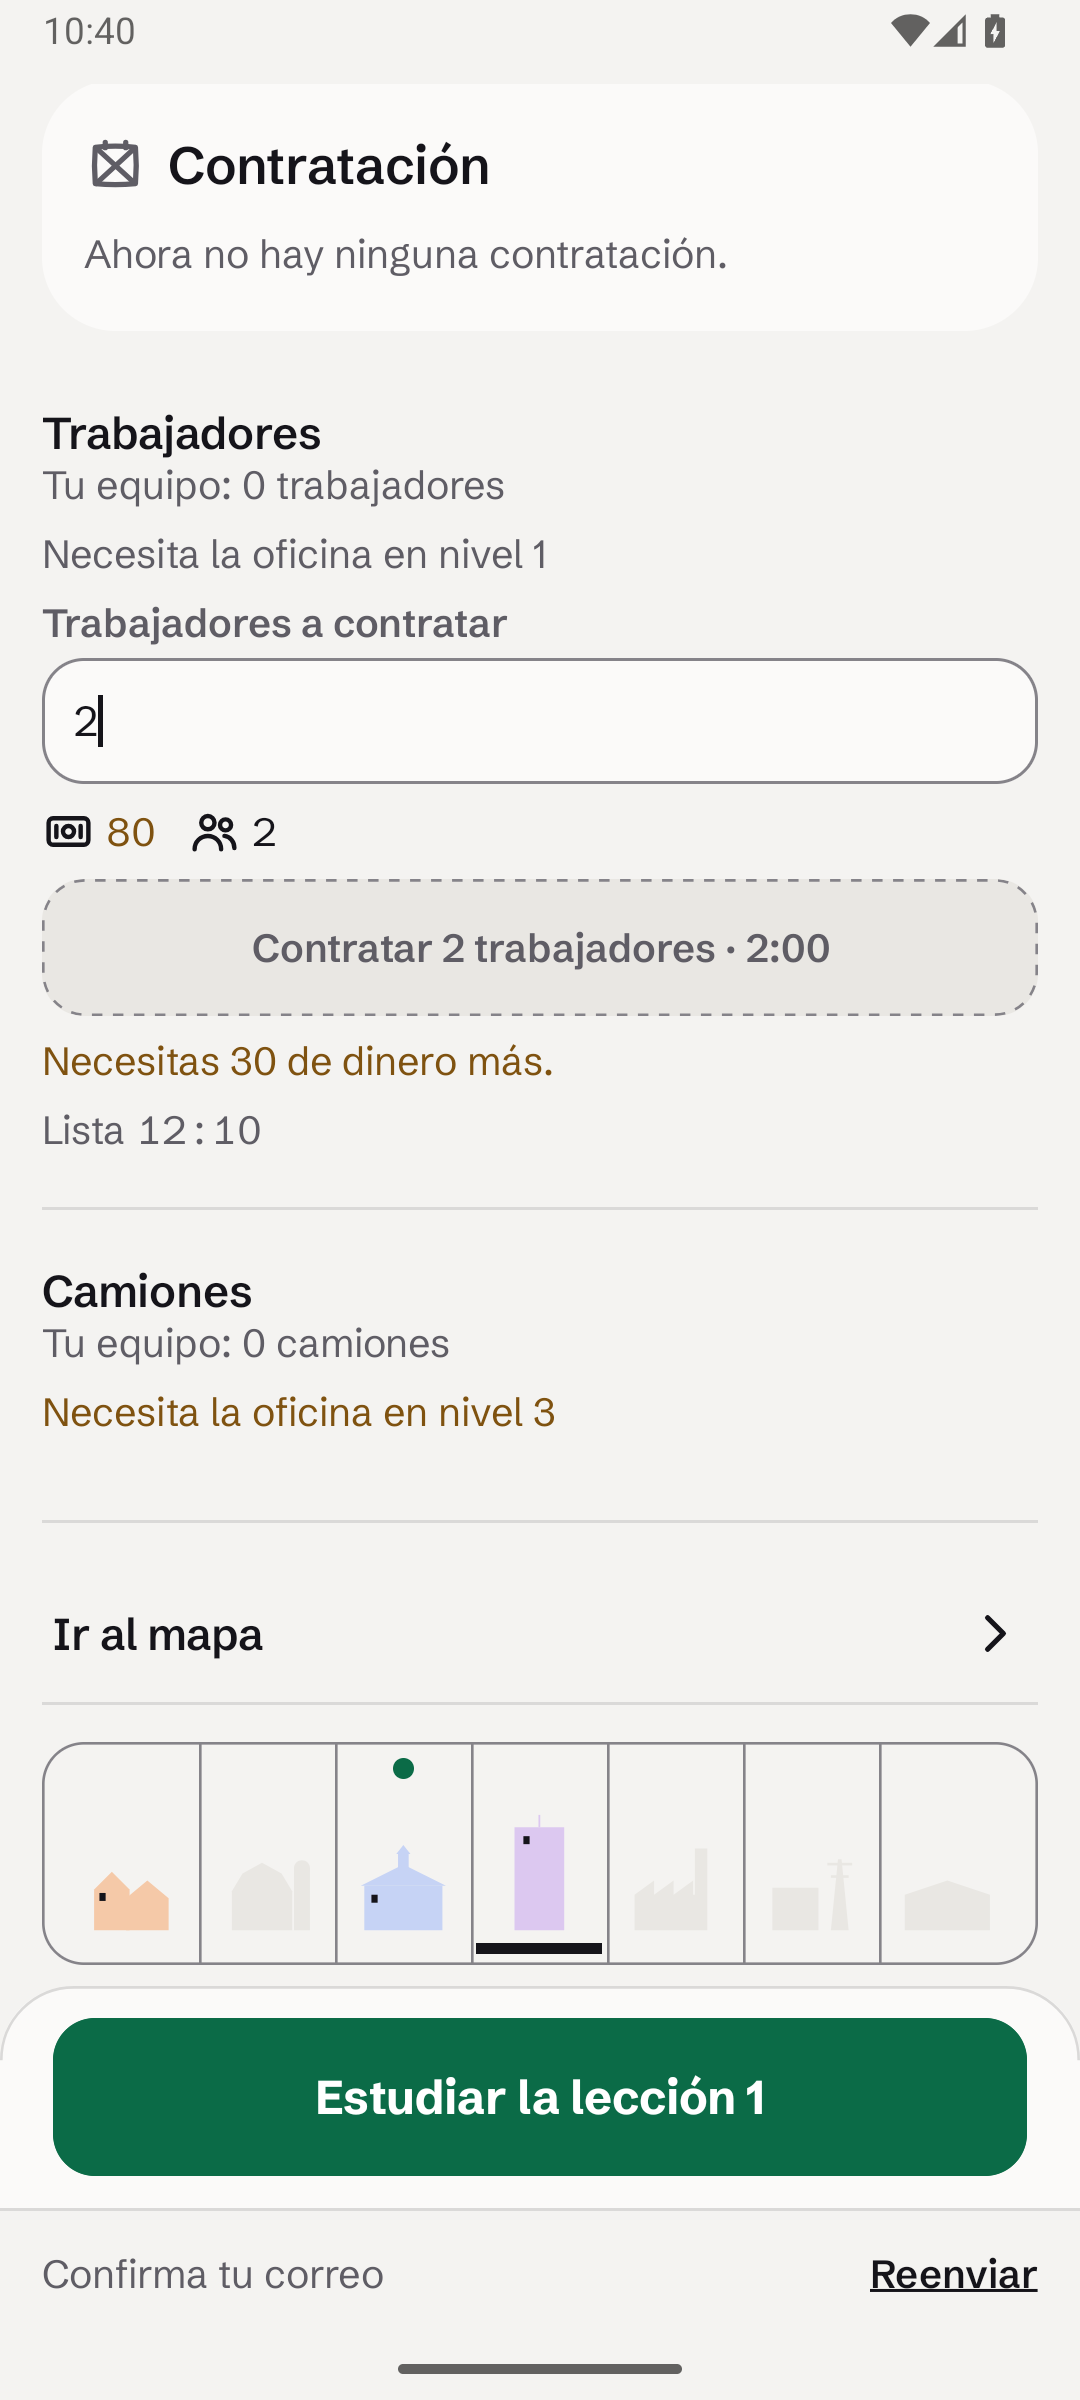 10:40
Contratación
Ahora no hay ninguna contratación.
Trabajadores
Tu equipo: 0 trabajadores
Necesita la oficina en nivel 1
Trabajadores a contratar
2
80 2
Contratar 2 trabajadores · 2:00
Necesitas 30 de dinero más.
Lista 12:10
Camiones
Tu equipo: 0 camiones
Necesita la oficina en nivel 3
Ir al mapa
Estudiar la lección 1
Confirma tu correo Reenviar